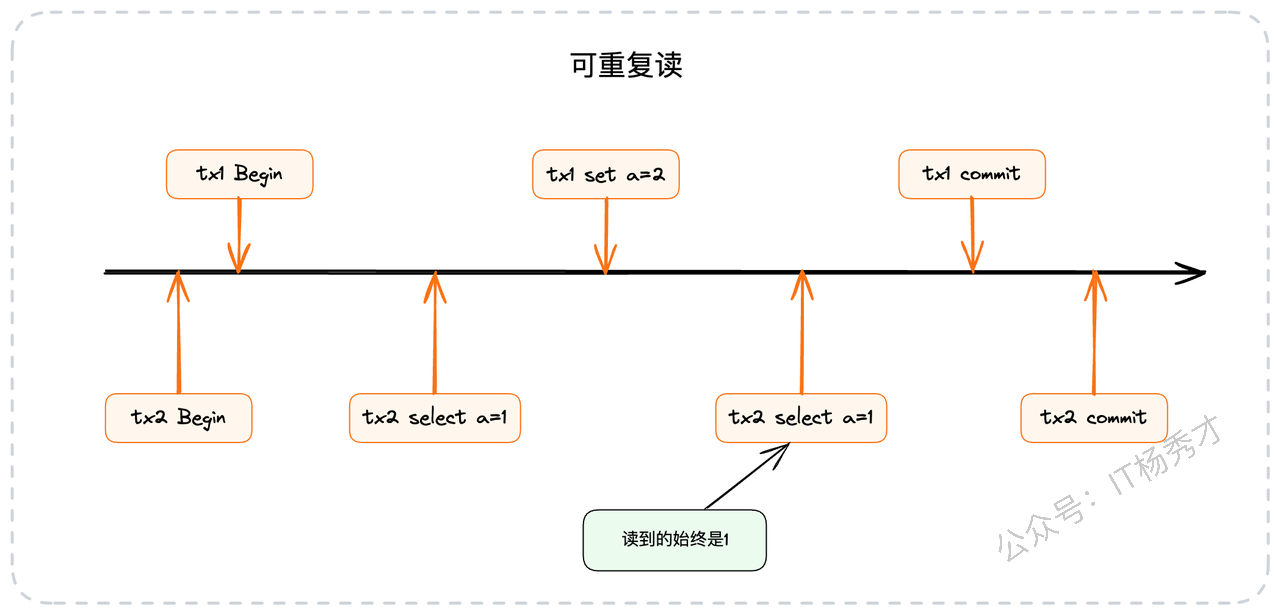 可重复读
tx1 Begin
tx1 set a=2
tx1 commit
tx2 Begin
tx2 select a=1
tx2 select a=1
tx2 commit
读到的始终是1
公众号：IT杨秀才